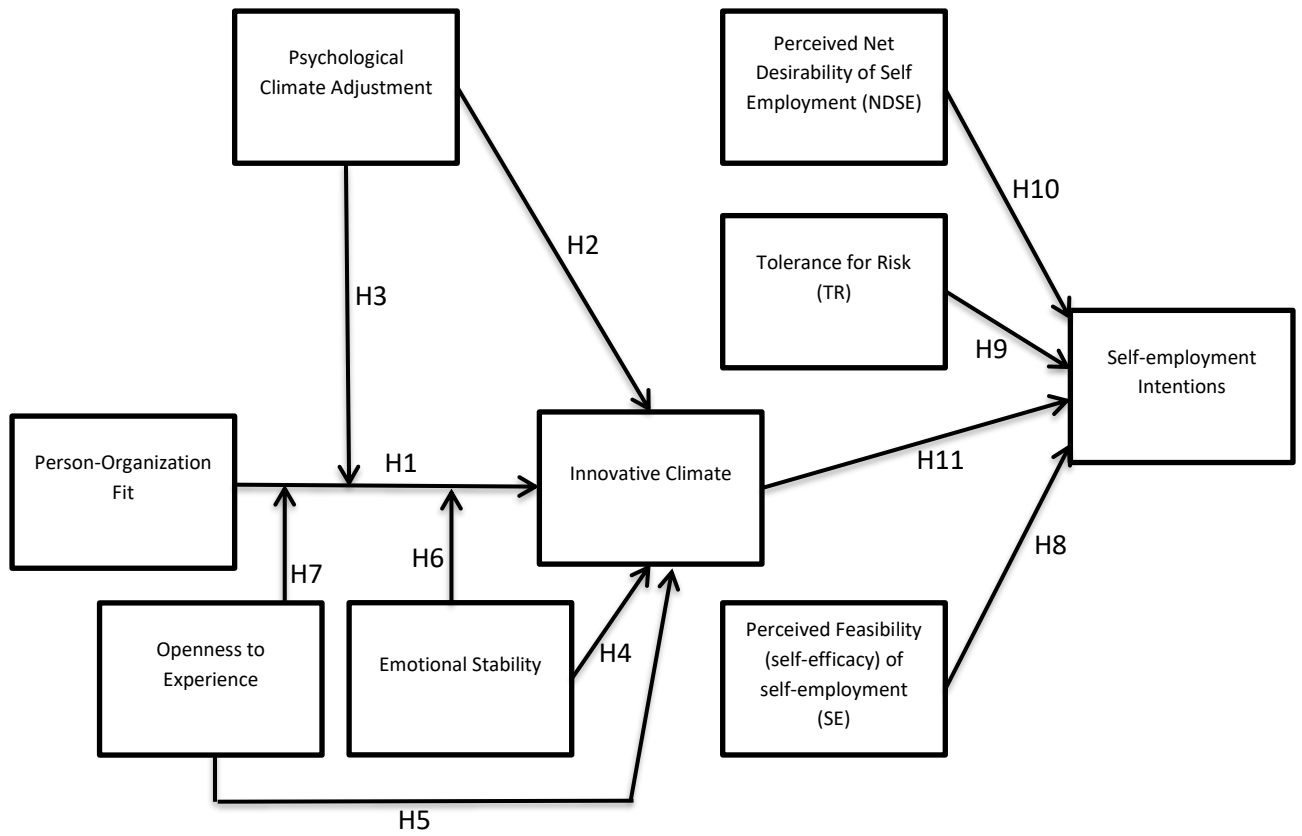 Psychological
Climate Adjustment
Perceived Net
Desirability of Self
Employment (NDSE)
H10
H2
Tolerance for Risk
(TR)
H3
H9
Self-employment
Intentions
Person-Organization
Fit
H1
Innovative Climate
H11
H6
H7
H8
Openness to
Experience
Emotional Stability
H4
Perceived Feasibility
(self-efficacy) of
self-employment
(SE)
H5